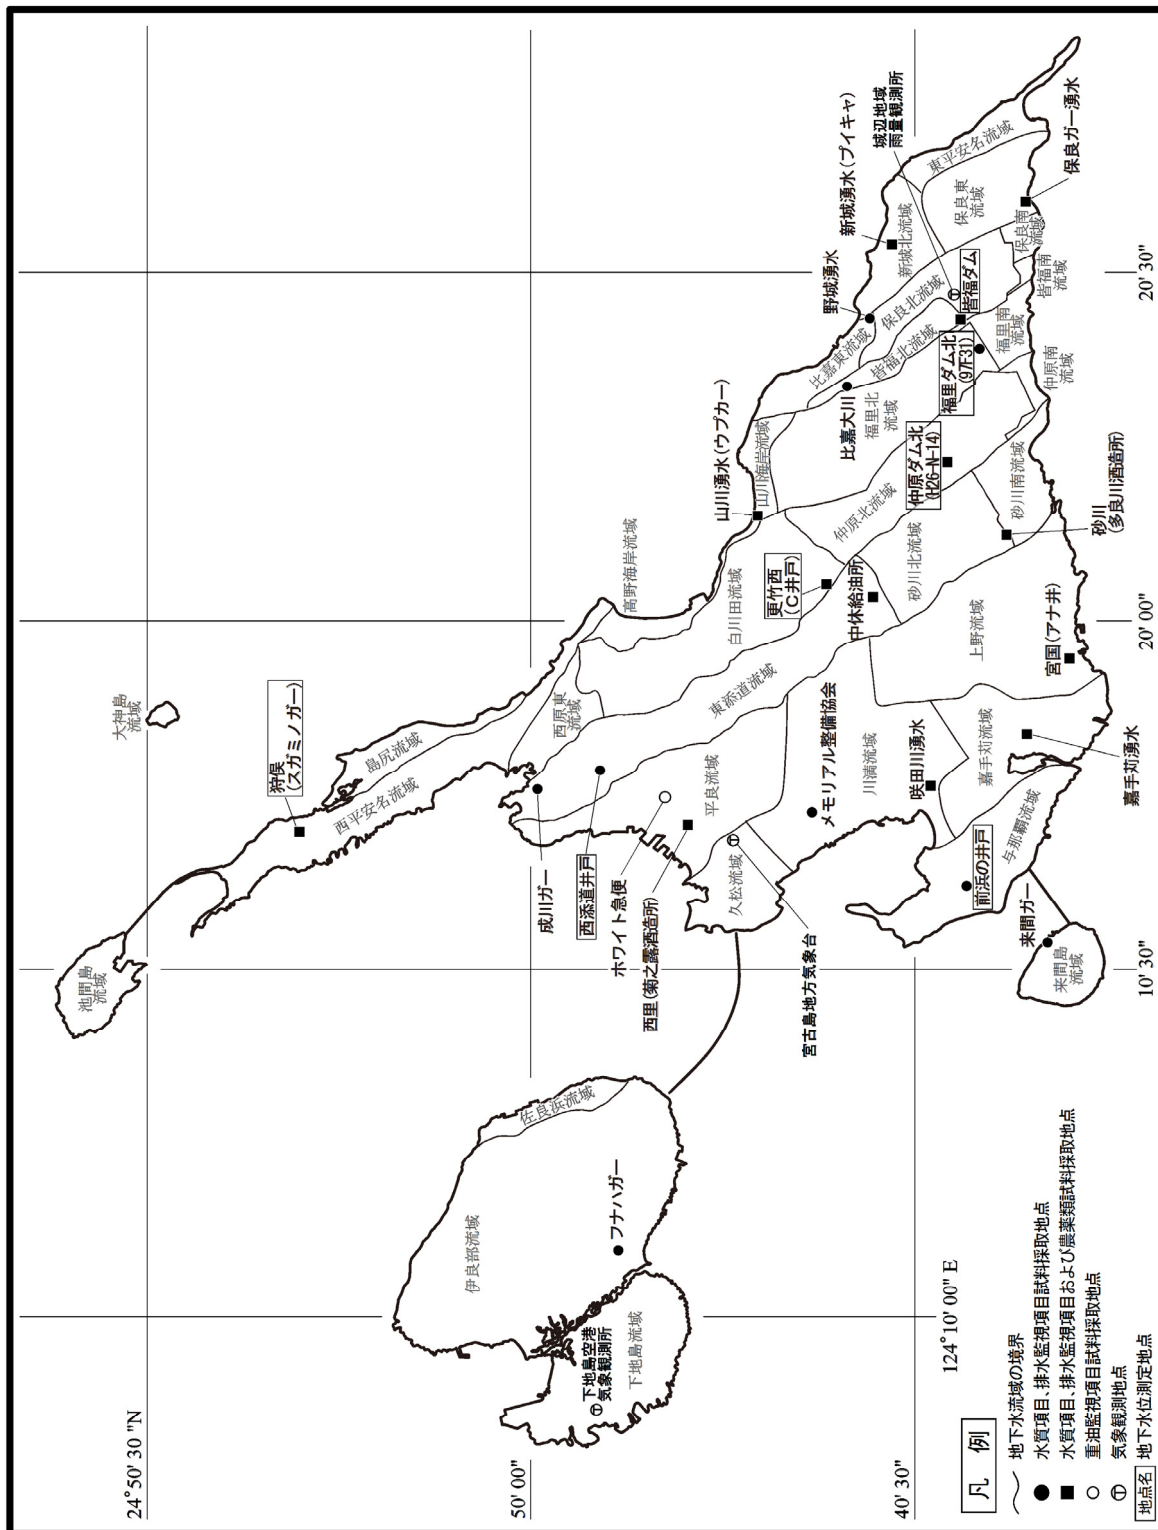 24°50' 30 "N
50' 00"
40' 30"
124°10' 00" E
10' 30"
20' 00"
20' 30"
大神島
流域
池間島
流域
狩俣
(スガミノガー)
島尻流域
西平安名流域
高野海岸流域
西原東
流域
白川田流域
東添道流域
平良流域
成川ガー
西添道井戸
ホワイト急便
西里(菊之露酒造所)
久松流域
宮古島地方気象台
山川湧水(ウプカー)
山川海岸流域
野城湧水
新城湧水(プイキャ)
城辺地域
雨量観測所
東平安名流域
保良東
流域
新城北流域
保良ガー湧水
保良南
流域
保良北流域
比嘉東流域
皆福北流域
皆福ダム
皆福南
流域
比嘉大川
福里北
流域
福里ダム北
(97F31)
福里南
流域
仲原南
流域
仲原ダム北
(H26-N-14)
仲原北流域
砂川南流域
砂川
(多良川酒造所)
砂川北流域
更竹西
(C井戸)
中休給油所
上野流域
宮国(アナ井)
メモリアル整備協会
川満流域
咲田川湧水
嘉手苅流域
嘉手苅湧水
与那覇流域
前浜の井戸
来間ガー
来間島
流域
佐良浜流域
伊良部流域
フナハガー
下地島空港
気象観測所
下地島流域
凡 例
地下水流域の境界
水質項目、排水監視項目試料採取地点
水質項目、排水監視項目および農薬類試料採取地点
重油監視項目試料採取地点
気象観測地点
地点名 地下水位測定地点